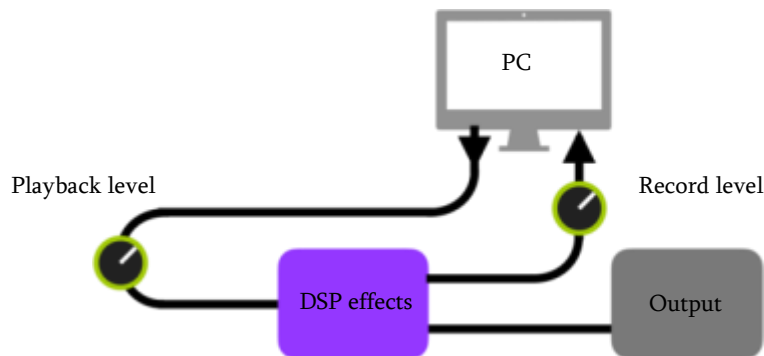 PC
Playback level
Record level
DSP effects
Output